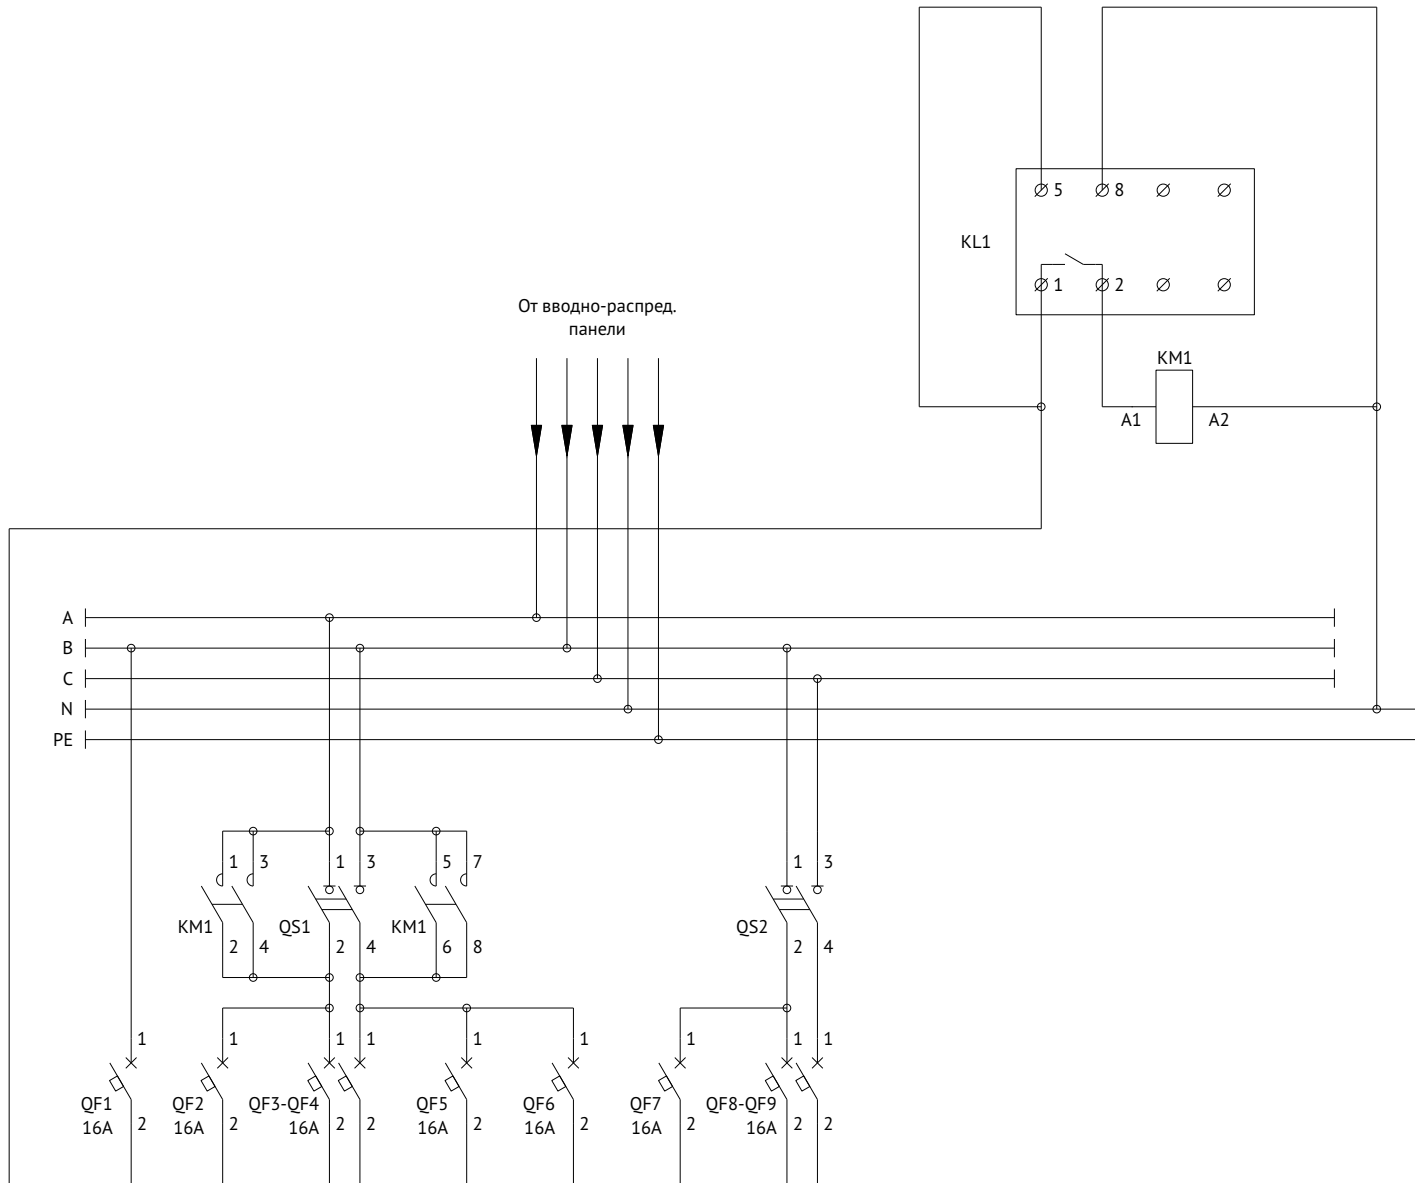 5 8
KL1
1 2
От вводно-распред.
панели
KM1
A1 A2
A
B
C
N
PE
1 3 1 3 5 7 1 3
KM1 QS1 KM1 QS2
2 4 2 4 6 8 2 4
1 1 1 1 1 1 1 1 1
QF1 QF2 QF3-QF4 QF5 QF6 QF7 QF8-QF9
16A 2 16A 2 16A 2 2 16A 2 16A 2 16A 2 16A 2 2